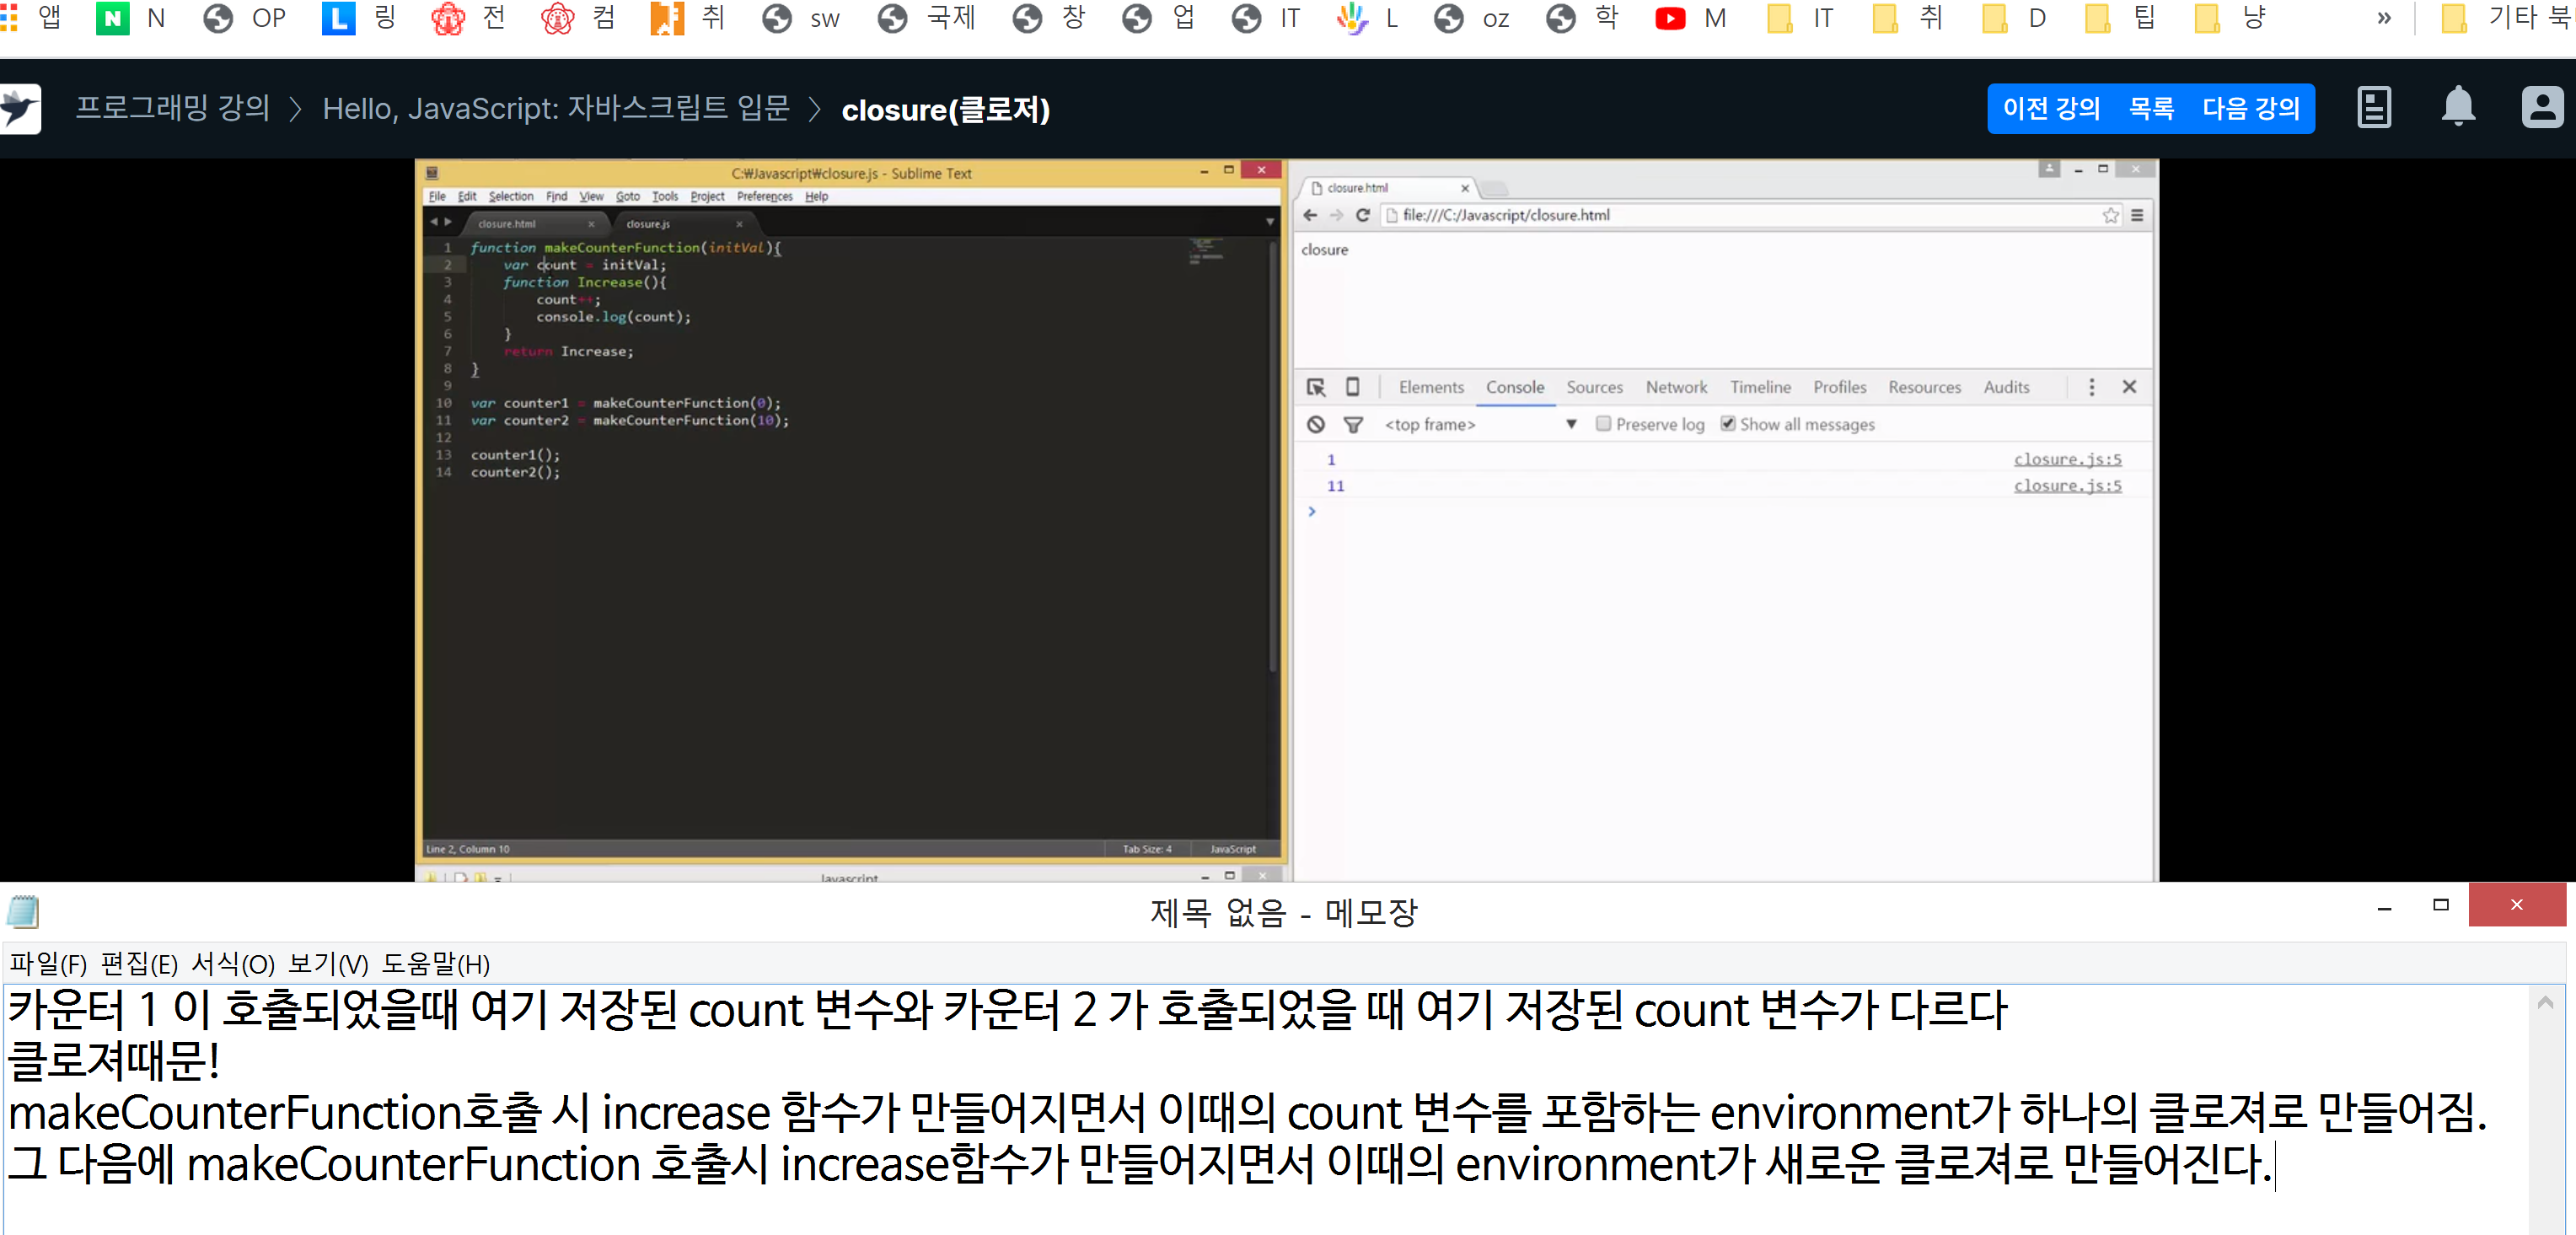 앱 N N OP L 링 전 컴 취 sw 국제 창 업 IT L oz 학 M IT 취 D 팁 냥 » 기타 북
프로그래밍 강의 〉 Hello, JavaScript: 자바스크립트 입문 〉 closure(클로저)
이전 강의 목록 다음 강의
C:₩Javascript₩closure.js - Sublime Text
File Edit Selection Find View Goto Tools Project Preferences Help
closure.html closure.js
1 function makeCounterFunction(initVal){
2 var count = initVal;
3 function Increase(){
4 count++;
5 console.log(count);
6 }
7 return Increase;
8 }
9
10 var counter1 = makeCounterFunction(0);
11 var counter2 = makeCounterFunction(10);
12
13 counter1();
14 counter2();
Line 2, Column 10 Tab Size: 4 JavaScript
Javascript
closure.html
file:///C:/Javascript/closure.html
closure
Elements Console Sources Network Timeline Profiles Resources Audits
<top frame> Preserve log Show all messages
1 closure.js:5
11 closure.js:5
제목 없음 - 메모장
파일(F) 편집(E) 서식(O) 보기(V) 도움말(H)
카운터 1 이 호출되었을때 여기 저장된 count 변수와 카운터 2 가 호출되었을 때 여기 저장된 count 변수가 다르다
클로져때문!
makeCounterFunction호출 시 increase 함수가 만들어지면서 이때의 count 변수를 포함하는 environment가 하나의 클로져로 만들어짐.
그 다음에 makeCounterFunction 호출시 increase함수가 만들어지면서 이때의 environment가 새로운 클로져로 만들어진다.